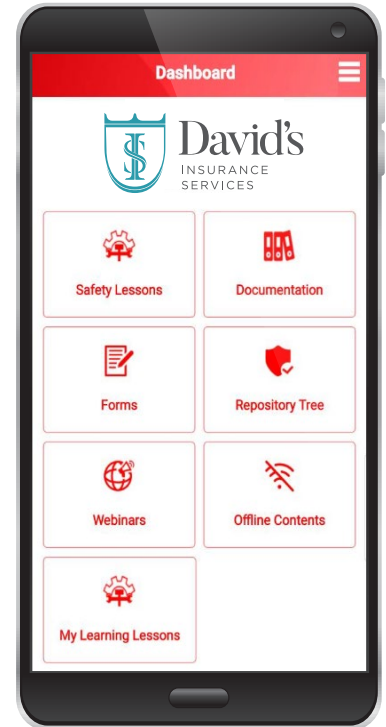 Dashboard
David's
INSURANCE
SERVICES
Safety Lessons
Documentation
Forms
Repository Tree
Webinars
Offline Contents
My Learning Lessons